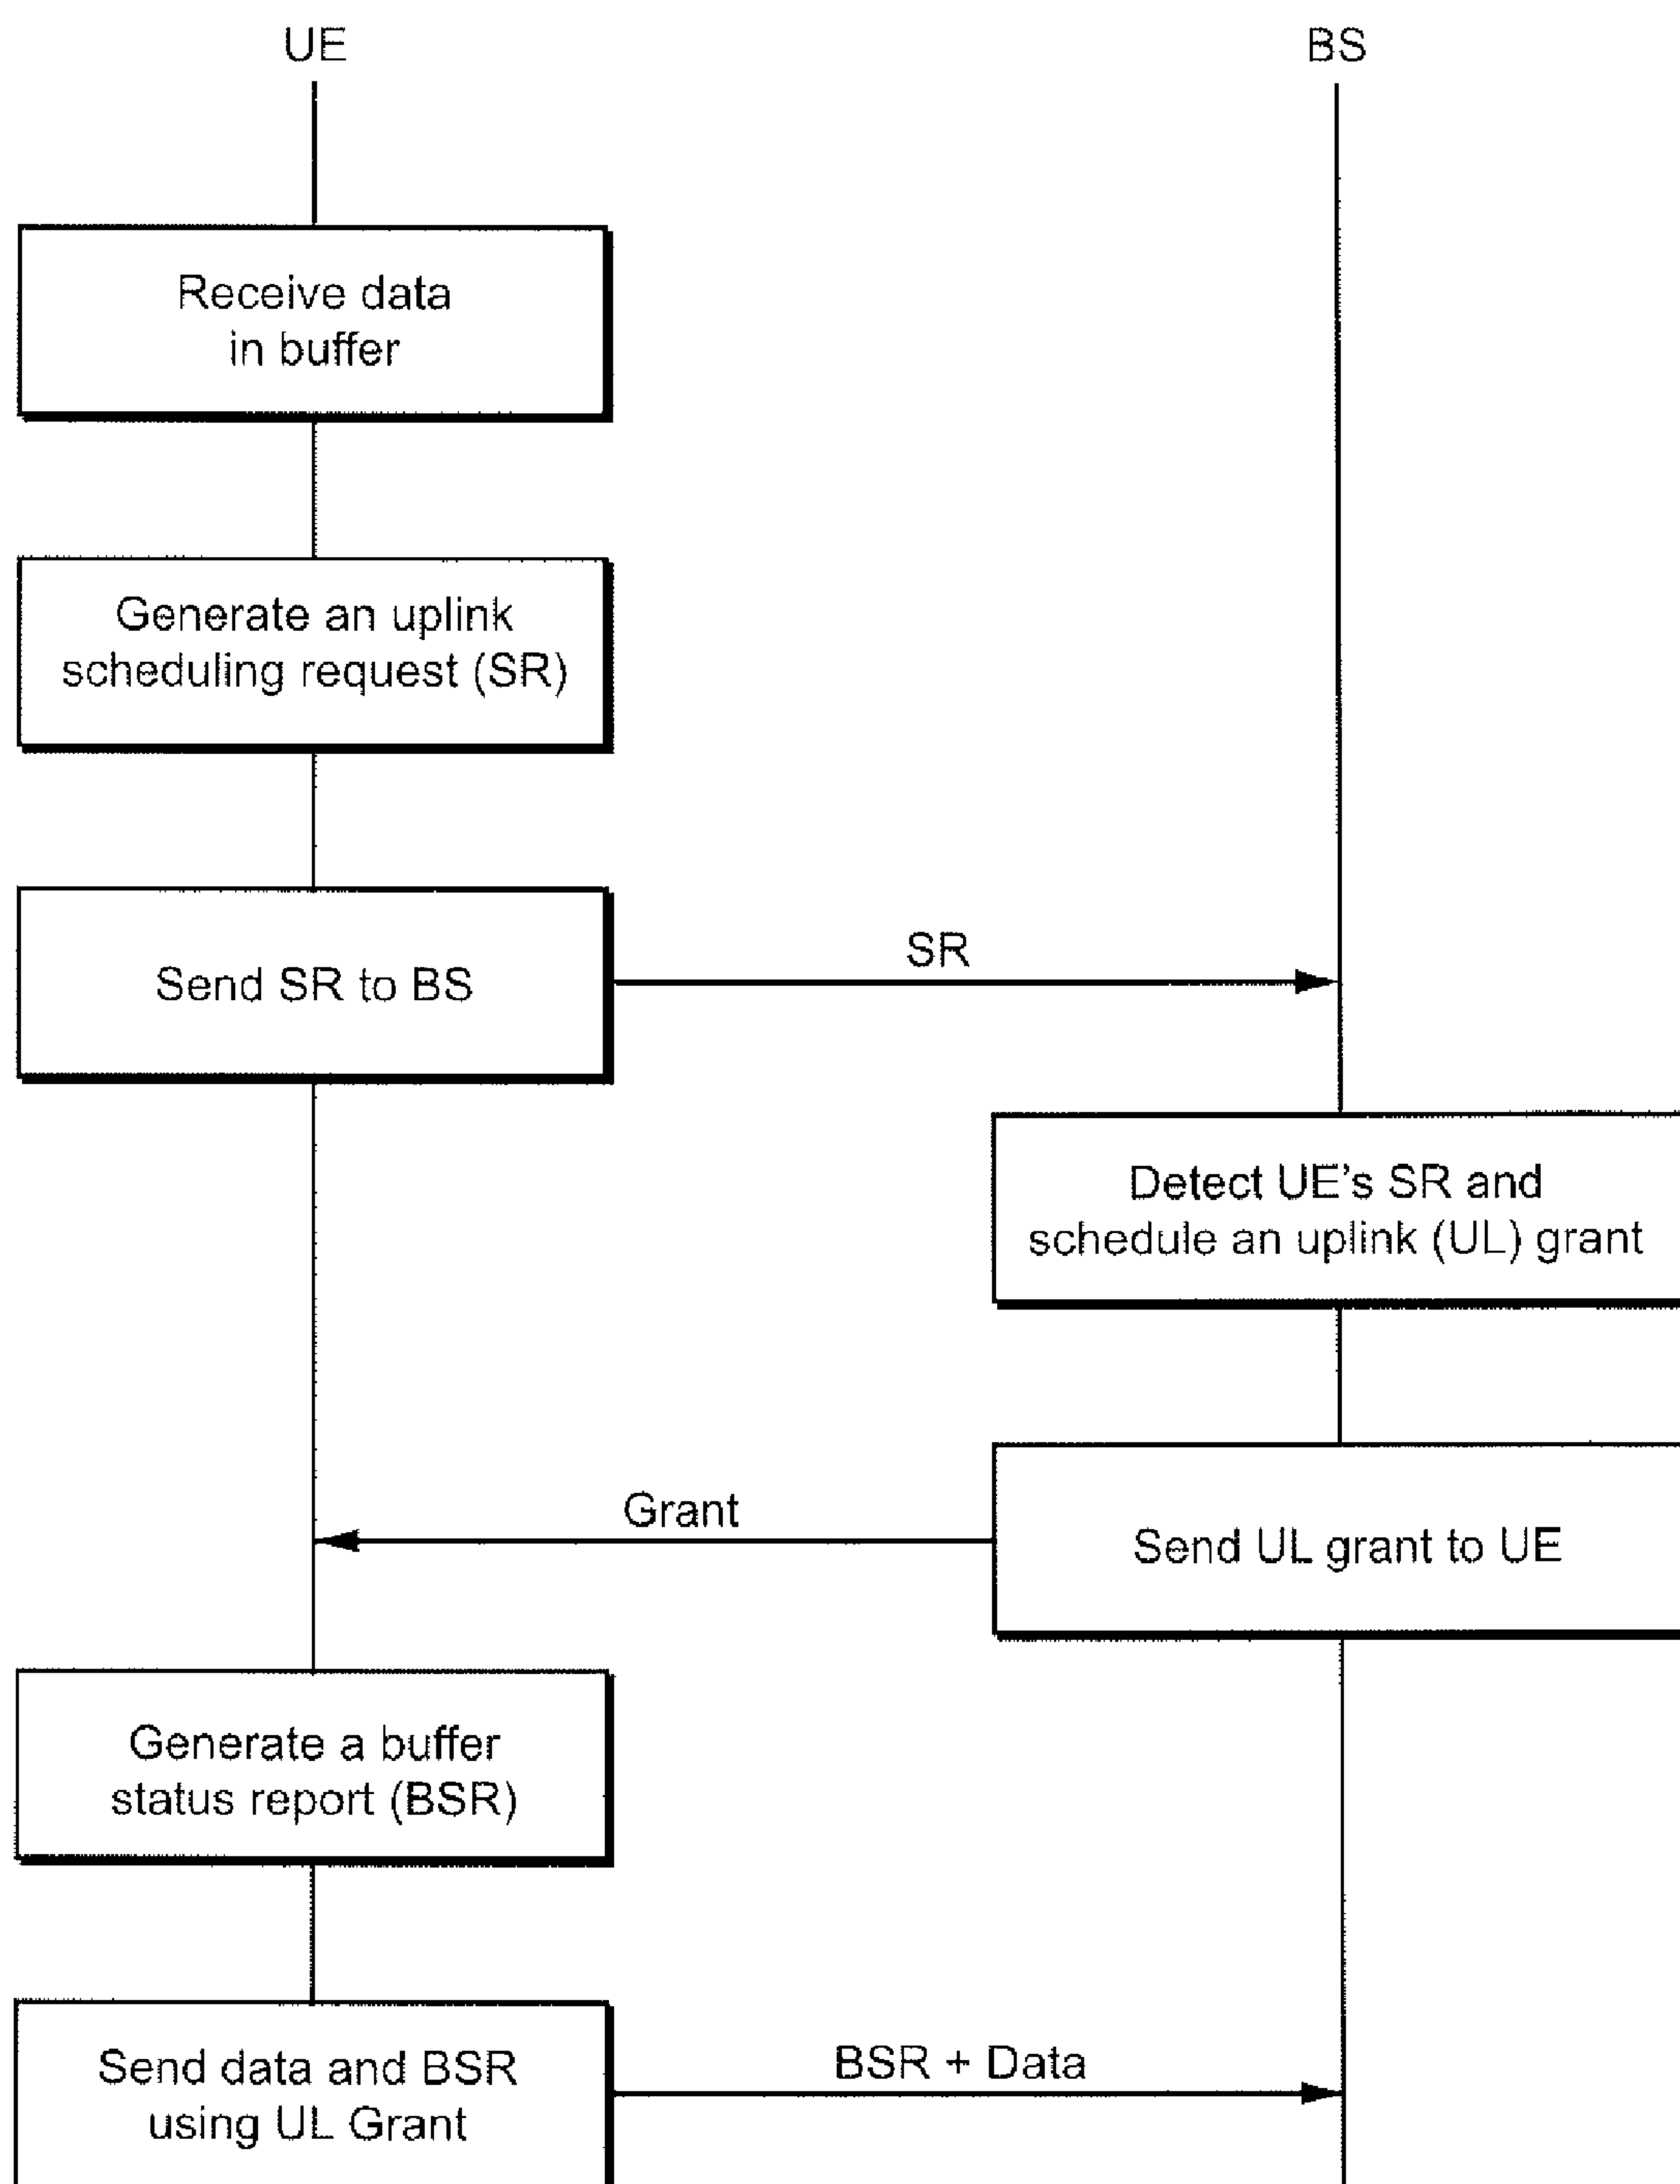 UE
BS
Receive data
in buffer
Generate an uplink
scheduling request (SR)
Send SR to BS
SR
Detect UE's SR and
schedule an uplink (UL) grant
Grant
Send UL grant to UE
Generate a buffer
status report (BSR)
Send data and BSR
using UL Grant
BSR + Data